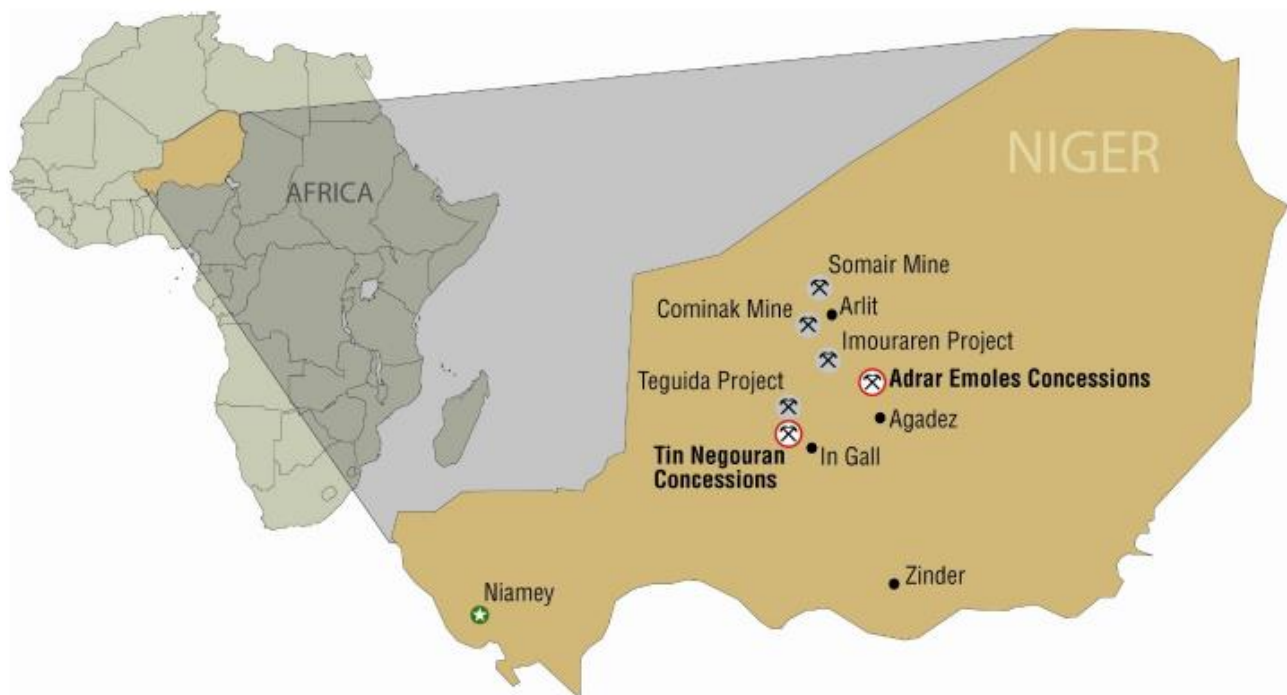 NIGER
AFRICA
Somair Mine
Cominak Mine
Arlit
Imouraren Project
Teguida Project
Adrar Emoles Concessions
Agadez
Tin Negouran
Concessions
In Gall
Zinder
Niamey